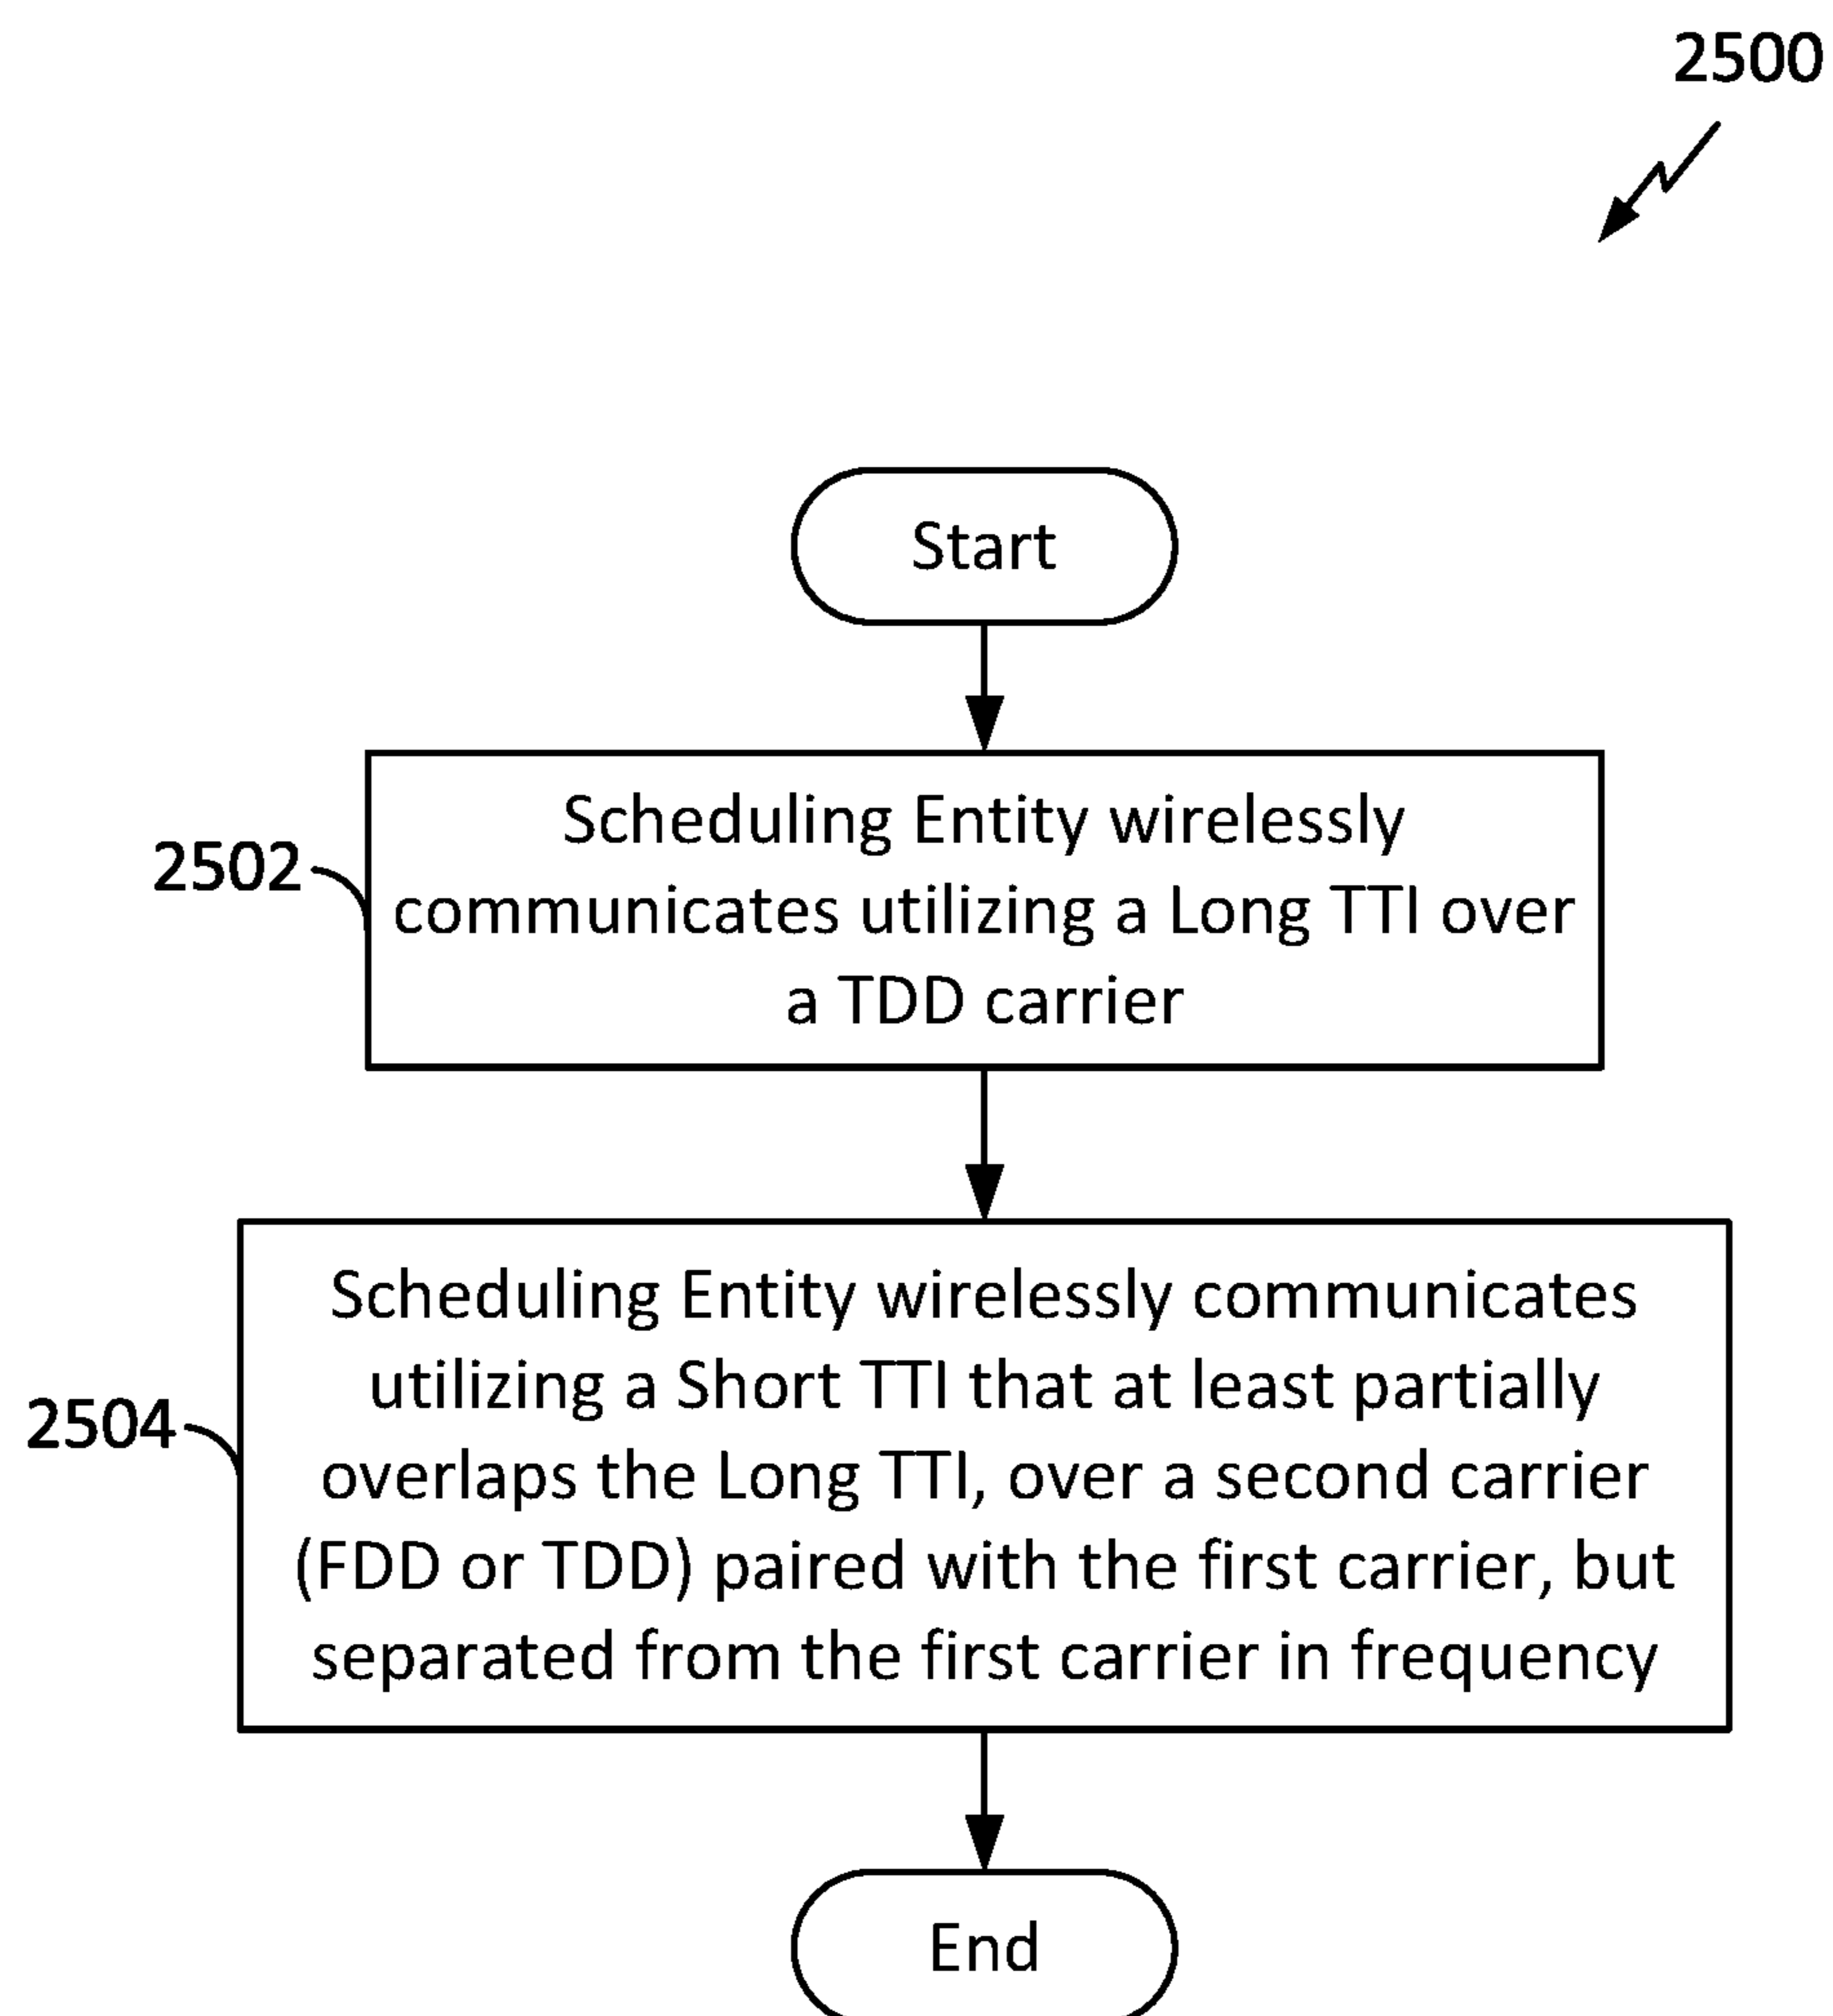 2500
Start
2502
Scheduling Entity wirelessly
communicates utilizing a Long TTI over
a TDD carrier
2504
Scheduling Entity wirelessly communicates
utilizing a Short TTI that at least partially
overlaps the Long TTI, over a second carrier
(FDD or TDD) paired with the first carrier, but
separated from the first carrier in frequency
End